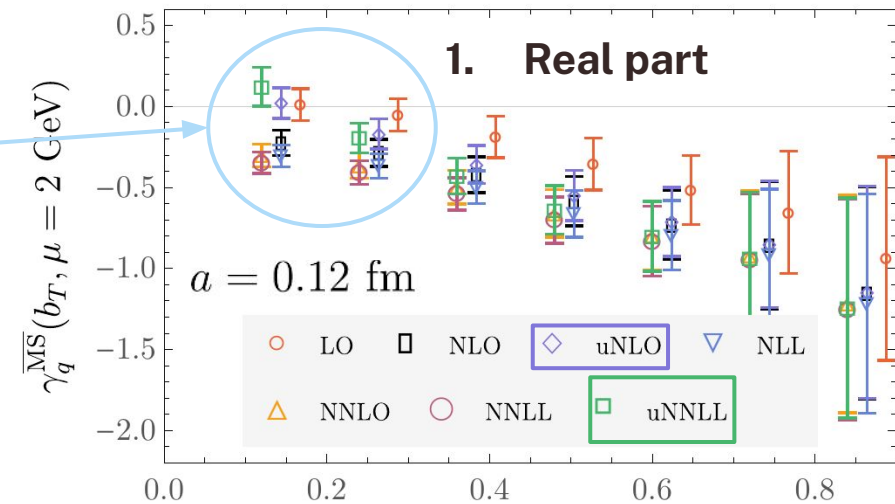 1. Real part
γ_q^{\overline{MS}}(b_T, μ = 2 GeV)
0.5
0.0
−0.5
−1.0
−1.5
−2.0
a = 0.12 fm
LO NLO uNLO NLL
NNLO NNLL uNNLL
0.0 0.2 0.4 0.6 0.8